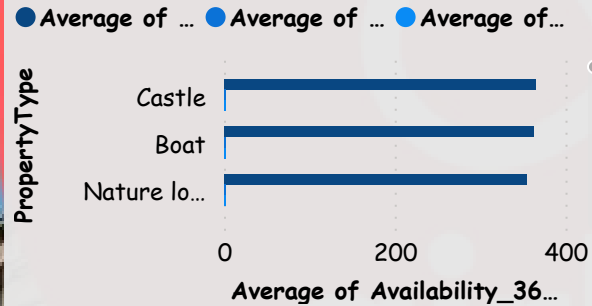 Average of ... Average of ... Average of...
PropertyType
Castle
Boat
Nature lo...
0 200 400
Average of Availability_36...